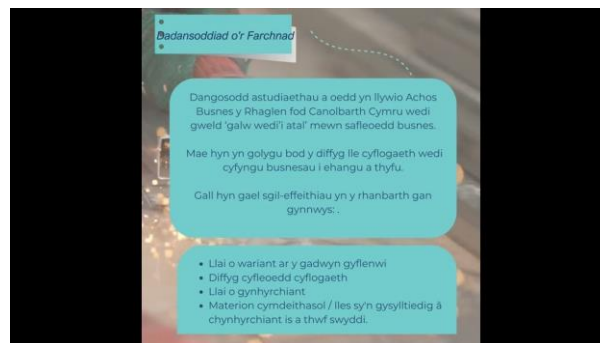 Dadansoddiad o'r Farchnad
Dangosodd astudiaethau a oedd yn llywio Achos
Busnes y Rhaglen fod Canolbarth Cymru wedi
gweld 'galw wedi'i atal' mewn safleoedd busnes.
Mae hyn yn golygu bod y diffyg lle cyflogaeth wedi
cyfyngu busnesau i ehangu a thyfu.
Gall hyn gael sgil-effeithiau yn y rhanbarth gan
gynnwys: .
• Llai o wariant ar y gadwyn gyflenwi
• Diffyg cyfleoedd cyflogaeth
• Llai o gynhyrchiant
• Materion cymdeithasol / lles sy'n gysylltiedig â
chynhyrchiant is a thwf swyddi.